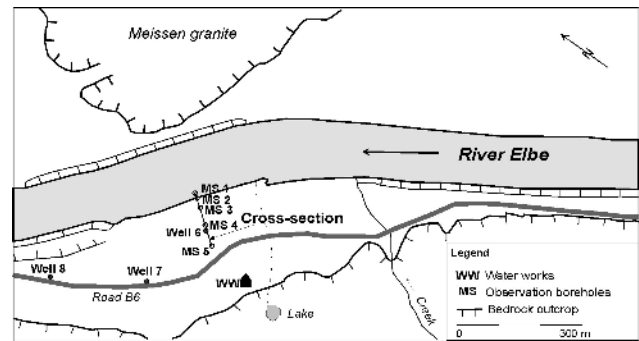 Meissen granite
N
River Elbe
MS 1
MS 2
MS 3
MS 4
Well 6
Cross-section
MS 5
Well 8
Well 7
Road B6
WW
Lake
Creek
Legend
WW Water works
MS Observation boreholes
Bedrock outcrop
0 300 m